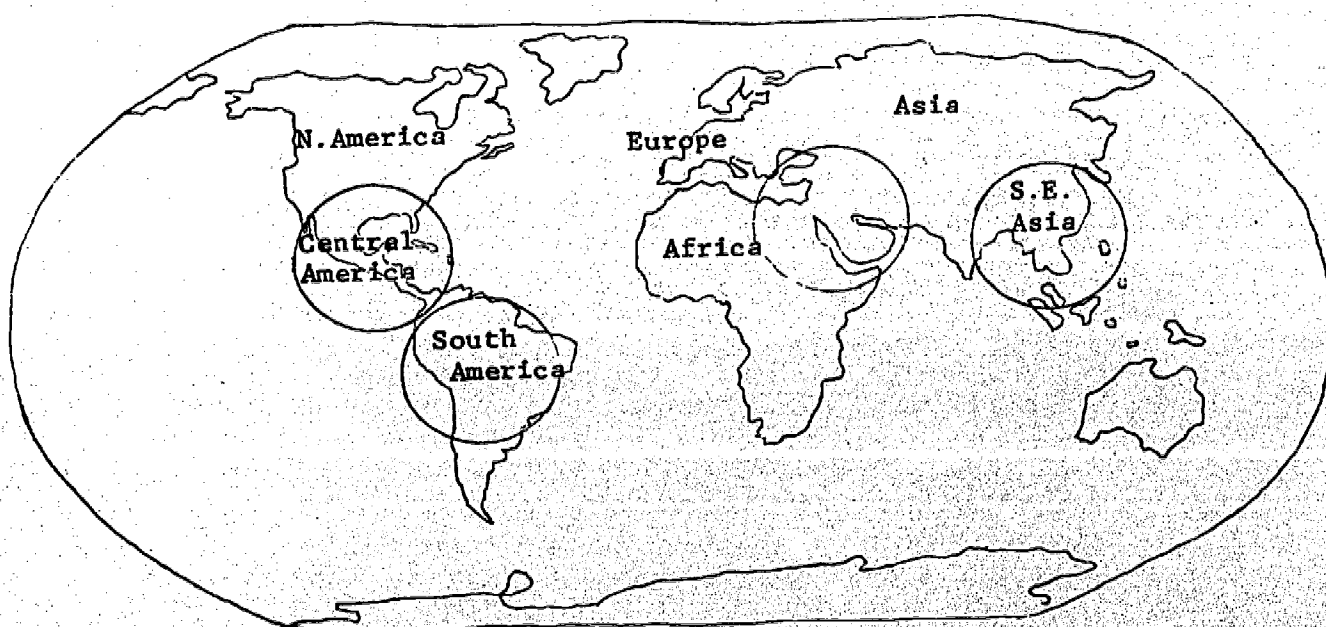 N.America
Europe
Asia
Central
America
Africa
S.E.
Asia
South
America